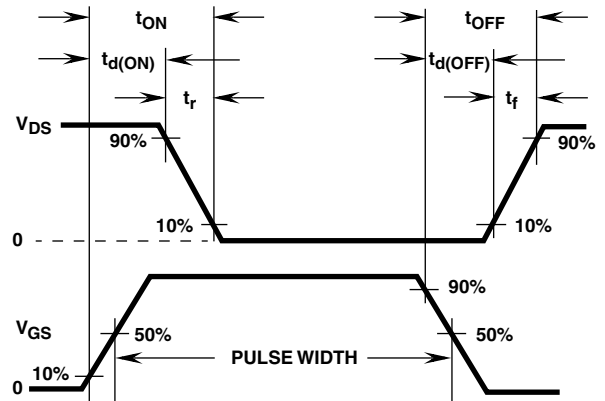 tON tOFF
td(ON) td(OFF)
tr tf
VDS
90% 90%
10% 10%
0
90%
VGS 50% 50%
PULSE WIDTH
10%
0